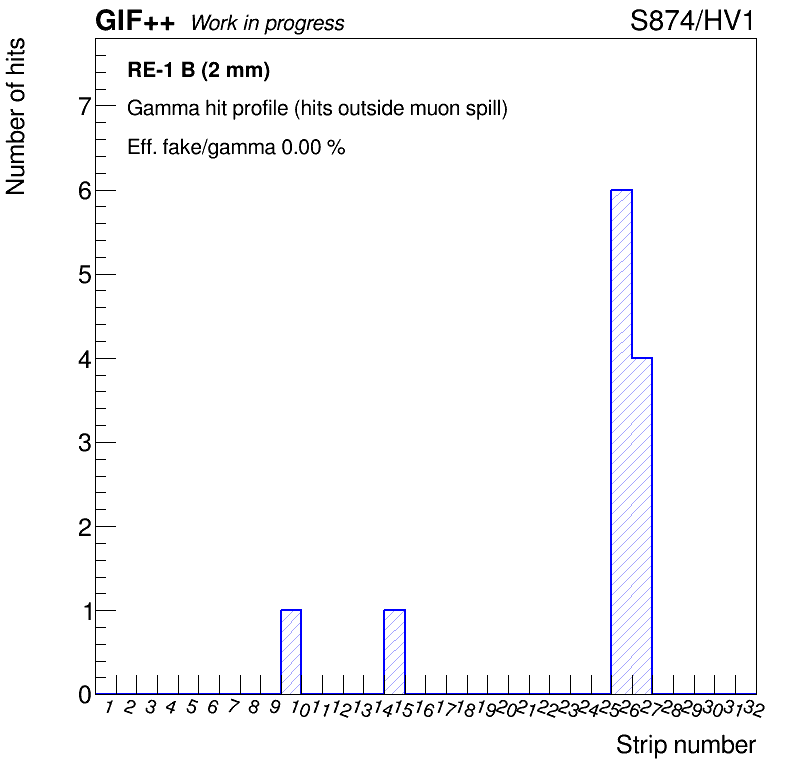 GIF++ Work in progress S874/HV1
Number of hits
RE-1 B (2 mm)
Gamma hit profile (hits outside muon spill)
Eff. fake/gamma 0.00 %
7
6
5
4
3
2
1
0
1 2 3 4 5 6 7 8 9 10 11 12 13 14 15 16 17 18 19 20 21 22 23 24 25 26 27 28 29 30 31 32
Strip number